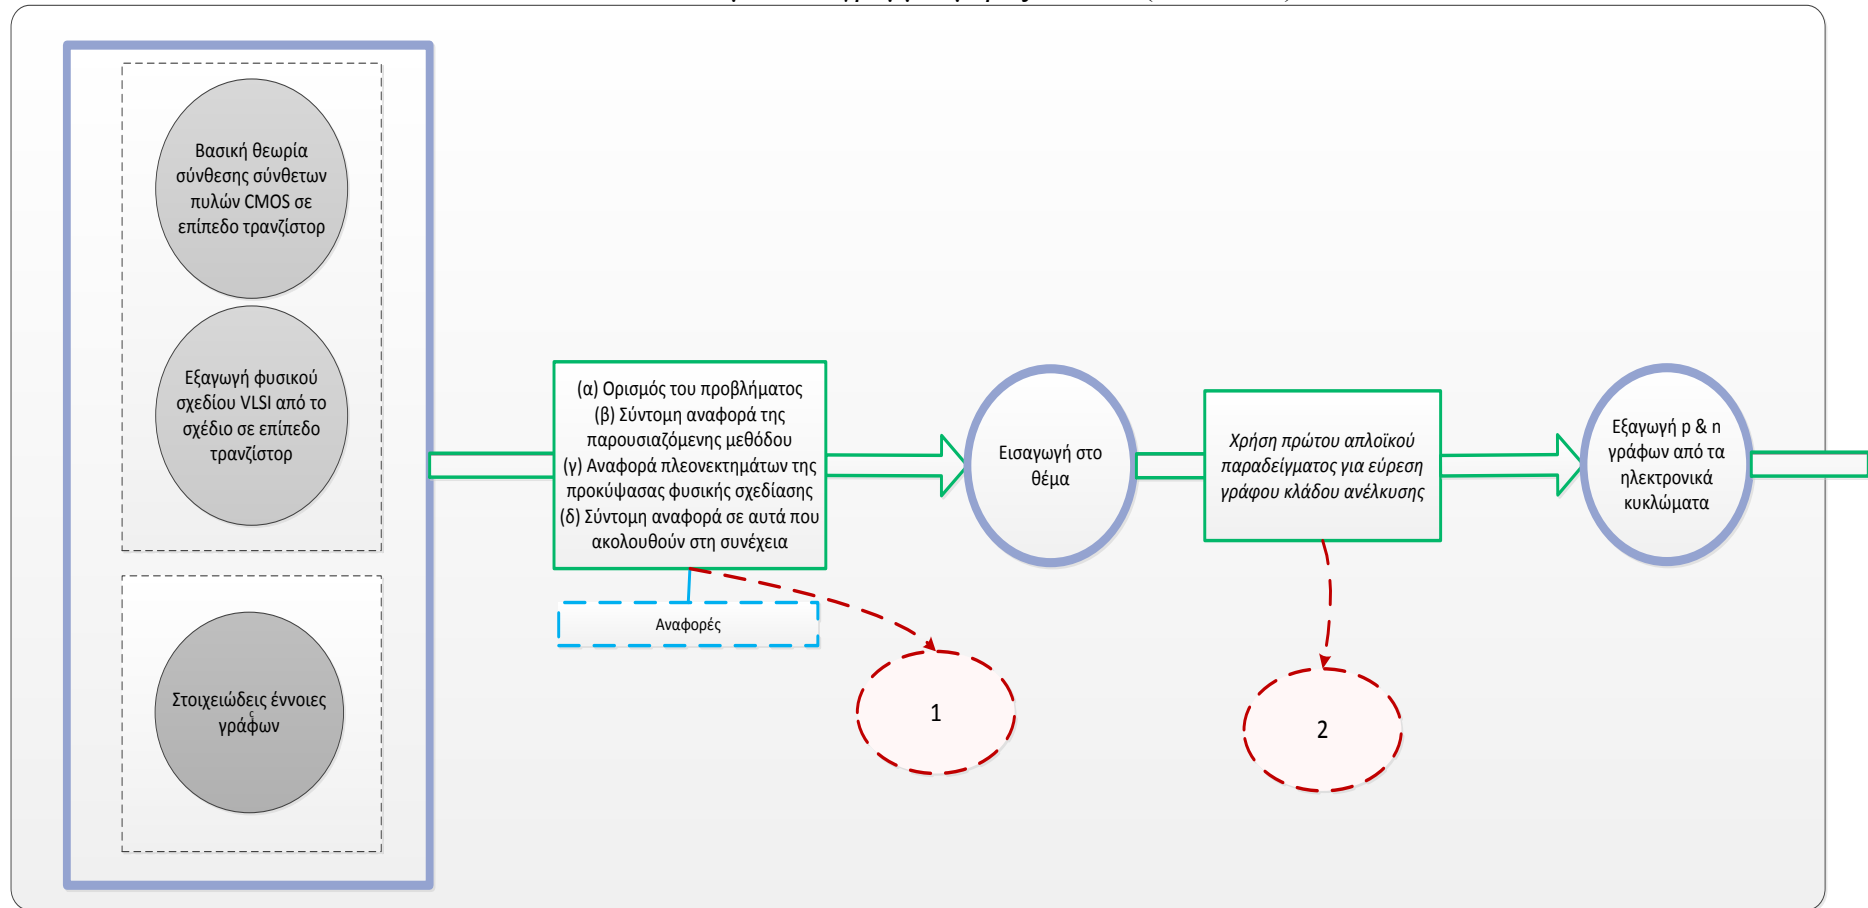 Βασική θεωρία
σύνθεσης σύνθετων
πυλών CMOS σε
επίπεδο τρανζίστορ
Εξαγωγή φυσικού
σχεδίου VLSI από το
σχέδιο σε επίπεδο
τρανζίστορ
Στοιχειώδεις έννοιες
γράφων
(α) Ορισμός του προβλήματος
(β) Σύντομη αναφορά της
παρουσιαζόμενης μεθόδου
(γ) Αναφορά πλεονεκτημάτων της
προκύψασας φυσικής σχεδίασης
(δ) Σύντομη αναφορά σε αυτά που
ακολουθούν στη συνέχεια
Αναφορές
1
Εισαγωγή στο
θέμα
Χρήση πρώτου απλοϊκού
παραδείγματος για εύρεση
γράφου κλάδου ανέλκυσης
2
Εξαγωγή p & n
γράφων από τα
ηλεκτρονικά
κυκλώματα